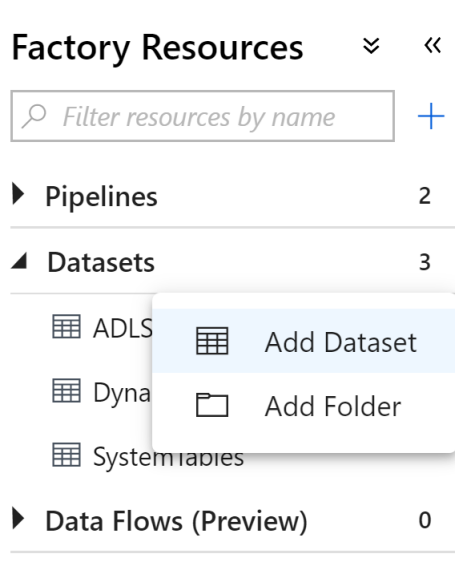 Factory Resources
Filter resources by name
Pipelines 2
Datasets 3
ADLS
Add Dataset
Dyna
Add Folder
SystemTables
Data Flows (Preview) 0